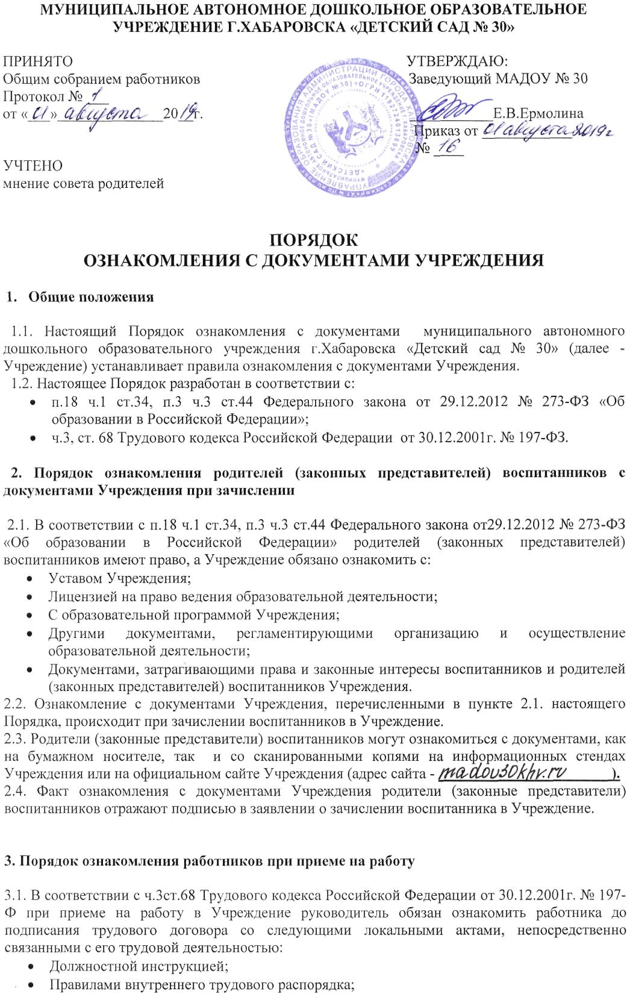 МУНИЦИПАЛЬНОЕ АВТОНОМНОЕ ДОШКОЛЬНОЕ ОБРАЗОВАТЕЛЬНОЕ
УЧРЕЖДЕНИЕ Г.ХАБАРОВСКА «ДЕТСКИЙ САД № 30»
ПРИНЯТО
Общим собранием работников
Протокол № 1
от «01» августа 2019г.
УЧТЕНО
мнение совета родителей
УТВЕРЖДАЮ:
Заведующий МАДОУ № 30
Е.В.Ермолина
Приказ от 01 августа 2019г
№ 16
ПОРЯДОК
ОЗНАКОМЛЕНИЯ С ДОКУМЕНТАМИ УЧРЕЖДЕНИЯ
1. Общие положения
1.1. Настоящий Порядок ознакомления с документами муниципального автономного
дошкольного образовательного учреждения г.Хабаровска «Детский сад № 30» (далее -
Учреждение) устанавливает правила ознакомления с документами Учреждения.
1.2. Настоящее Порядок разработан в соответствии с:
• п.18 ч.1 ст.34, п.3 ч.3 ст.44 Федерального закона от 29.12.2012 № 273-ФЗ «Об
образовании в Российской Федерации»;
• ч.3, ст. 68 Трудового кодекса Российской Федерации от 30.12.2001г. № 197-ФЗ.
2. Порядок ознакомления родителей (законных представителей) воспитанников с
документами Учреждения при зачислении
2.1. В соответствии с п.18 ч.1 ст.34, п.3 ч.3 ст.44 Федерального закона от29.12.2012 № 273-ФЗ
«Об образовании в Российской Федерации» родителей (законных представителей)
воспитанников имеют право, а Учреждение обязано ознакомить с:
• Уставом Учреждения;
• Лицензией на право ведения образовательной деятельности;
• С образовательной программой Учреждения;
• Другими документами, регламентирующими организацию и осуществление
образовательной деятельности;
• Документами, затрагивающими права и законные интересы воспитанников и родителей
(законных представителей) воспитанников Учреждения.
2.2. Ознакомление с документами Учреждения, перечисленными в пункте 2.1. настоящего
Порядка, происходит при зачислении воспитанников в Учреждение.
2.3. Родители (законные представители) воспитанников могут ознакомиться с документами, как
на бумажном носителе, так и со сканированными копями на информационных стендах
Учреждения или на официальном сайте Учреждения (адрес сайта - madou30khv.ru ).
2.4. Факт ознакомления с документами Учреждения родители (законные представители)
воспитанников отражают подписью в заявлении о зачислении воспитанника в Учреждение.
3. Порядок ознакомления работников при приеме на работу
3.1. В соответствии с ч.3ст.68 Трудового кодекса Российской Федерации от 30.12.2001г. № 197-
Ф при приеме на работу в Учреждение руководитель обязан ознакомить работника до
подписания трудового договора со следующими локальными актами, непосредственно
связанными с его трудовой деятельностью:
• Должностной инструкцией;
• Правилами внутреннего трудового распорядка;